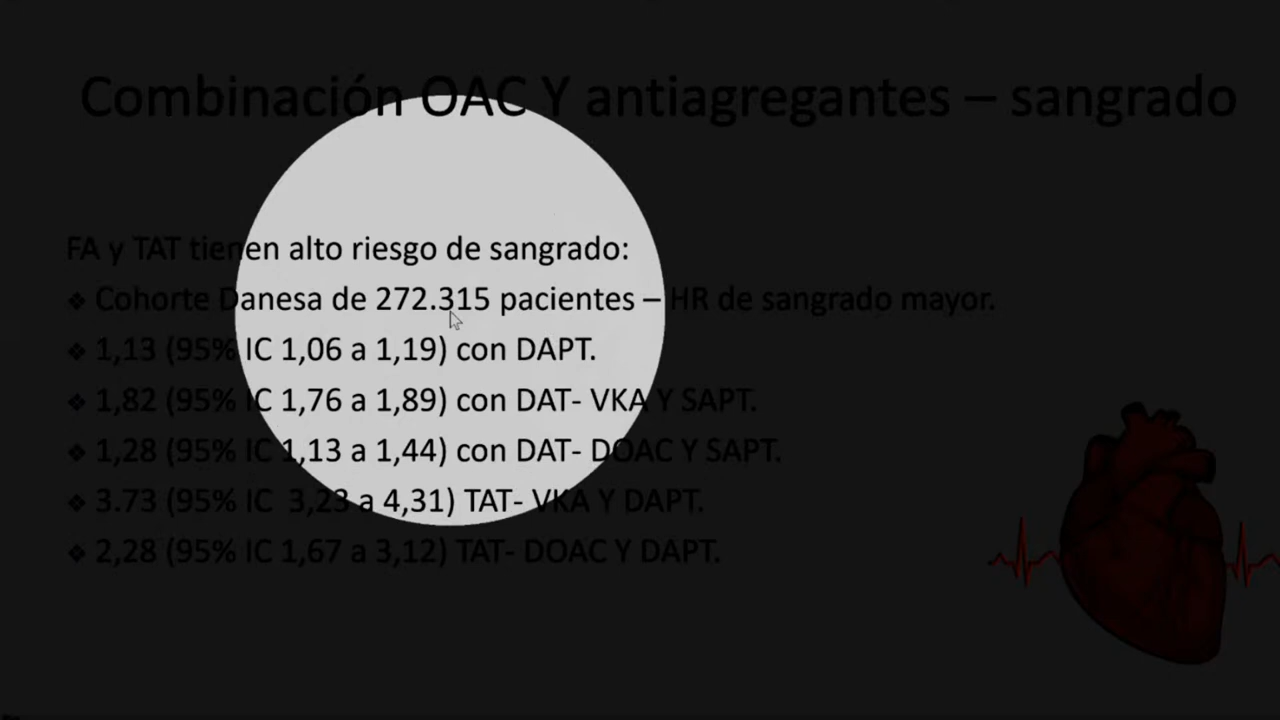 Combinación OAC Y antiagregantes – sangrado
FA y TAT tienen alto riesgo de sangrado:
❖ Cohorte Danesa de 272.315 pacientes – HR de sangrado mayor.
❖ 1,13 (95% IC 1,06 a 1,19) con DAPT.
❖ 1,82 (95% IC 1,76 a 1,89) con DAT- VKA Y SAPT.
❖ 1,28 (95% IC 1,13 a 1,44) con DAT- DOAC Y SAPT.
❖ 3.73 (95% IC 3,23 a 4,31) TAT- VKA Y DAPT.
❖ 2,28 (95% IC 1,67 a 3,12) TAT- DOAC Y DAPT.